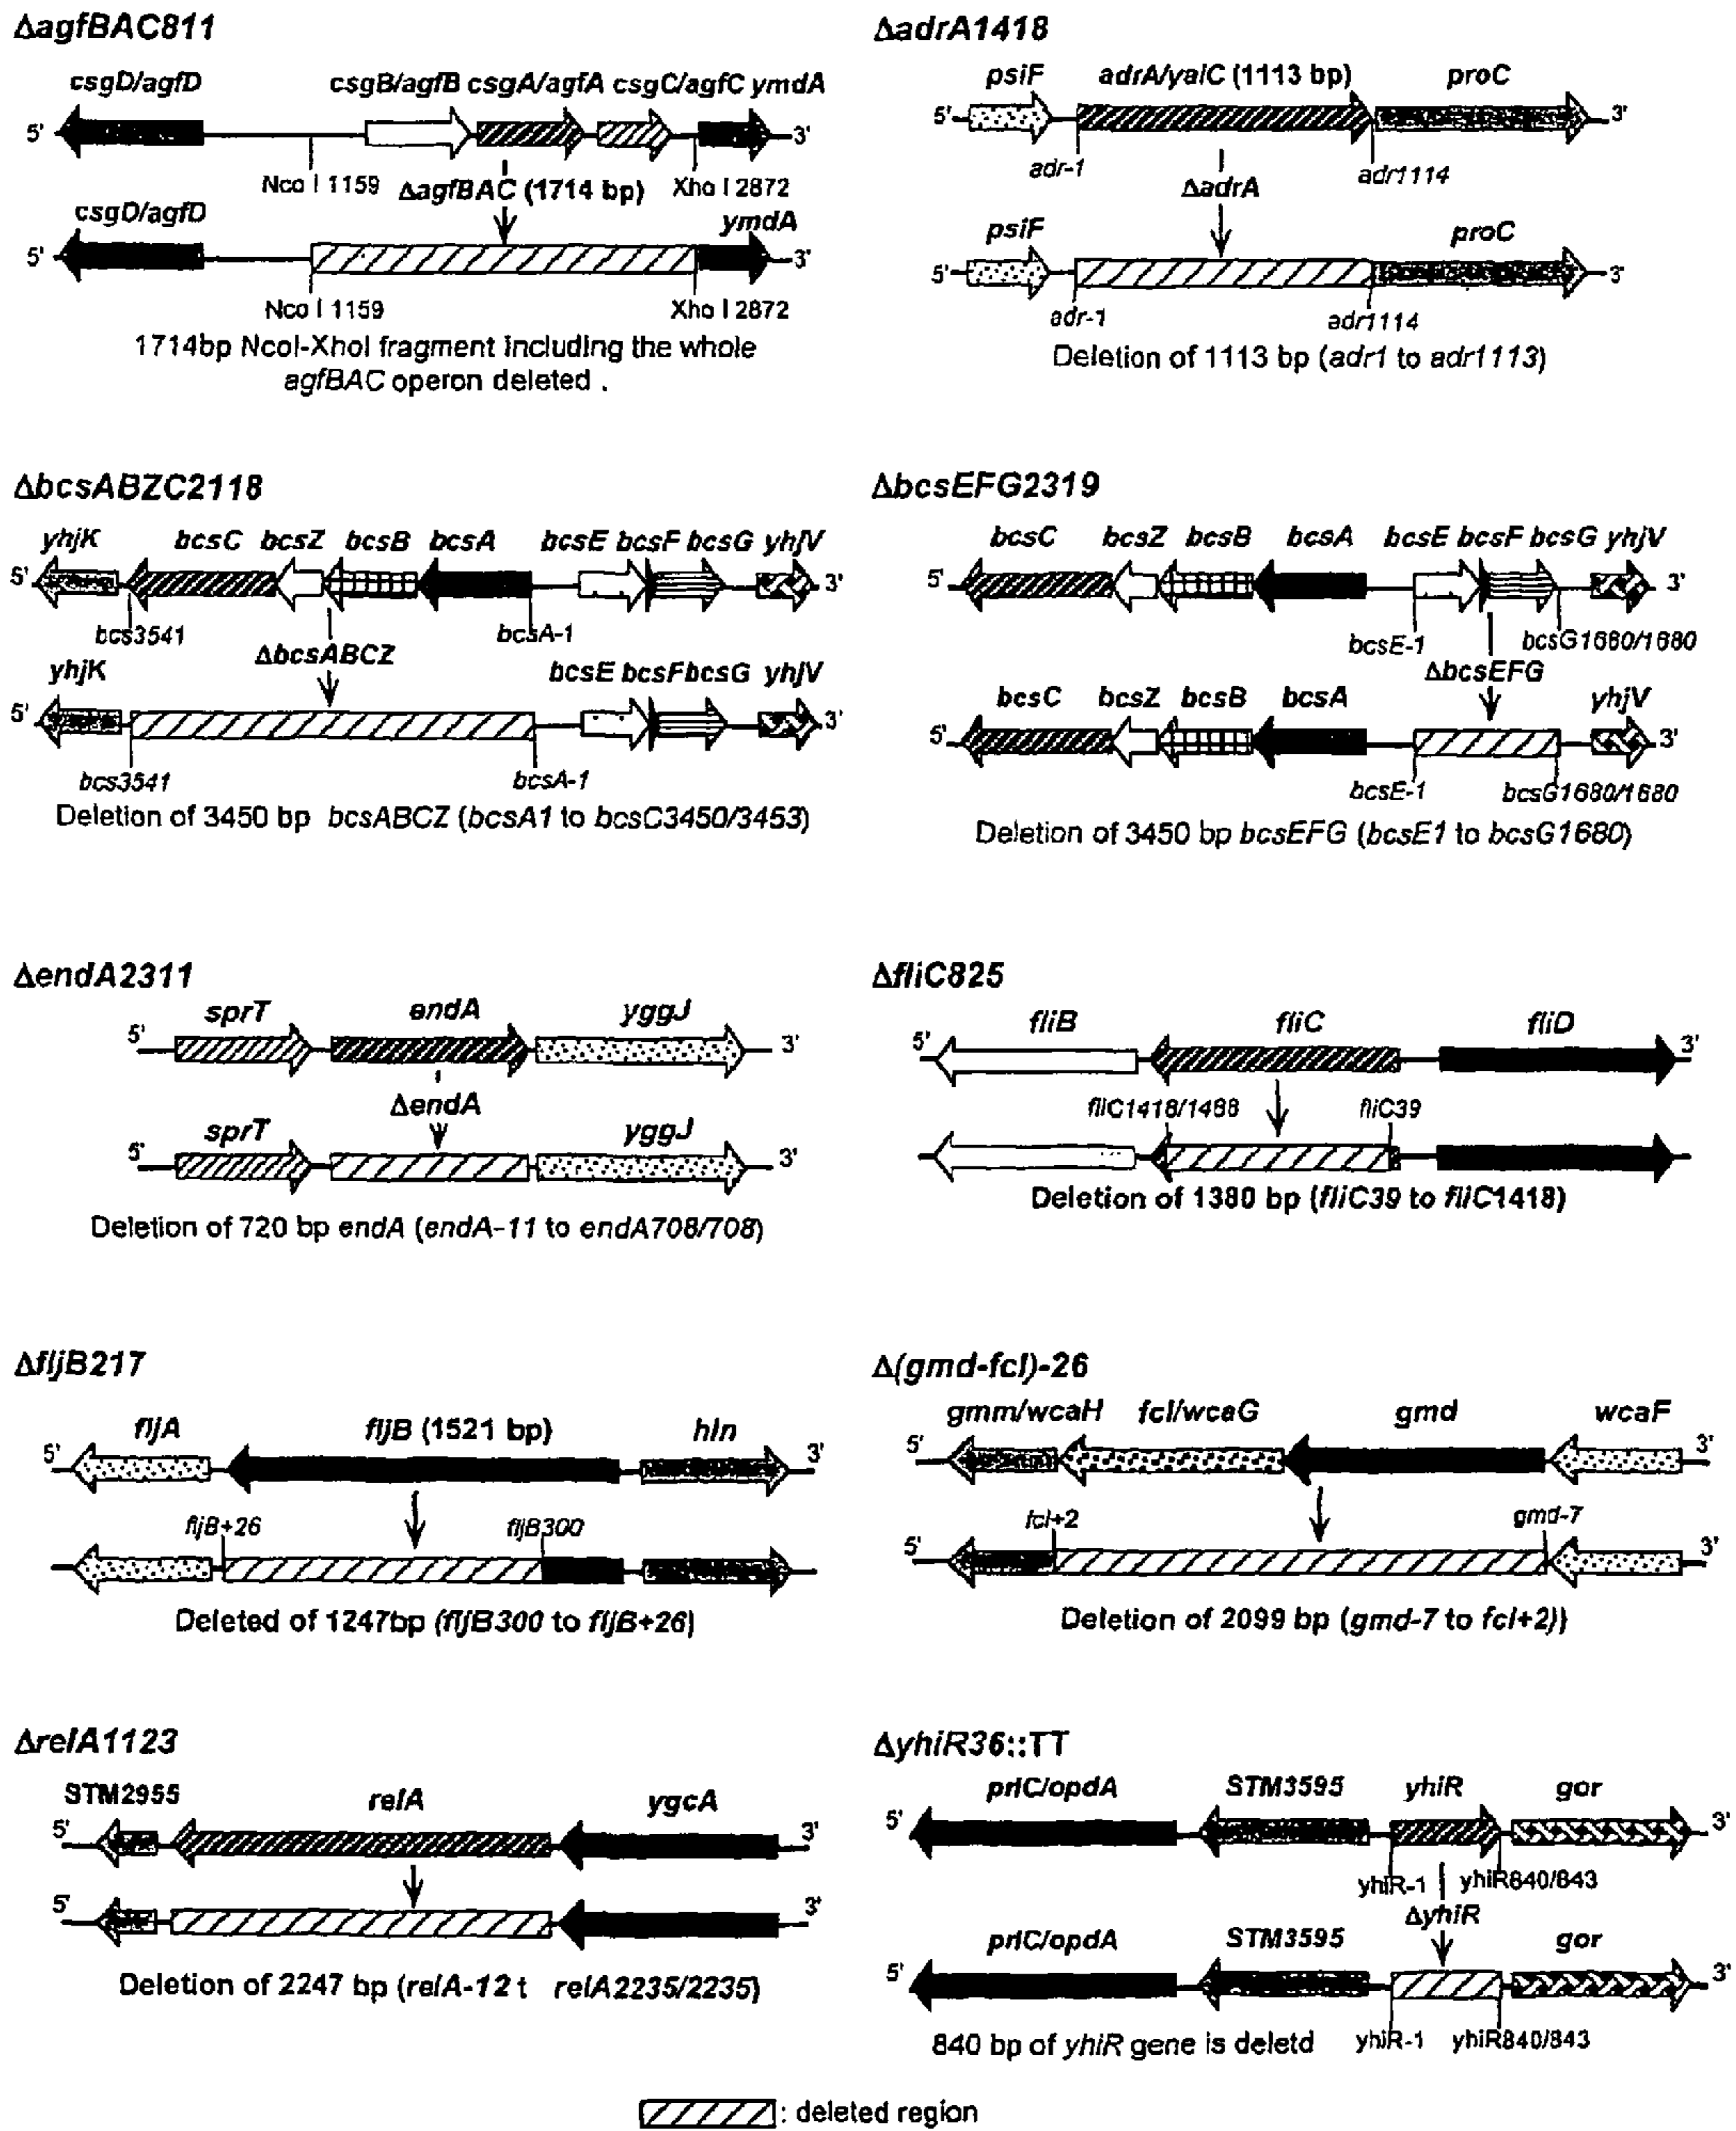 ΔagfBAC811
csgD/agfD csgB/agfB csgA/agfA csgC/agfC ymdA
5' 3'
Nco I 1159 ΔagfBAC (1714 bp) Xho I 2872
csgD/agfD ymdA
5' 3'
Nco I 1159 Xho I 2872
1714bp NcoI-XhoI fragment including the whole
agfBAC operon deleted .
ΔadrA1418
psiF adrA/yaiC (1113 bp) proC
5' 3'
adr-1 adr1114
ΔadrA
psiF proC
5' 3'
adr-1 adr1114
Deletion of 1113 bp (adr1 to adr1113)
ΔbcsABZC2118
yhjK bcsC bcsZ bcsB bcsA bcsE bcsF bcsG yhjV
5' 3'
bcs3541 bcsA-1
ΔbcsABCZ
yhjK bcsE bcsFbcsG yhjV
5' 3'
bcs3541 bcsA-1
Deletion of 3450 bp bcsABCZ (bcsA1 to bcsC3450/3453)
ΔbcsEFG2319
bcsC bcsZ bcsB bcsA bcsE bcsF bcsG yhjV
5' 3'
bcsE-1 bcsG1680/1680
ΔbcsEFG
bcsC bcsZ bcsB bcsA yhjV
5' 3'
bcsE-1 bcsG1680/1680
Deletion of 3450 bp bcsEFG (bcsE1 to bcsG1680)
ΔendA2311
sprT endA yggJ
5' 3'
ΔendA
sprT yggJ
5' 3'
Deletion of 720 bp endA (endA-11 to endA708/708)
ΔfliC825
fliB fliC fliD
5' 3'
fliC1418/1488 fliC39
Deletion of 1380 bp (fliC39 to fliC1418)
ΔfljB217
fljA fljB (1521 bp) hin
5' 3'
fljB+26 fljB300
Deleted of 1247bp (fljB300 to fljB+26)
Δ(gmd-fcl)-26
gmm/wcaH fcl/wcaG gmd wcaF
5' 3'
fcl+2 gmd-7
5' 3'
Deletion of 2099 bp (gmd-7 to fcl+2))
ΔrelA1123
STM2955 relA ygcA
5' 3'
5' 3'
Deletion of 2247 bp (relA-12 t relA2235/2235)
ΔyhiR36::TT
prlC/opdA STM3595 yhiR gor
5' 3'
yhiR-1 yhiR840/843
ΔyhiR
prlC/opdA STM3595 gor
5' 3'
840 bp of yhiR gene is deletd yhiR-1 yhiR840/843
: deleted region